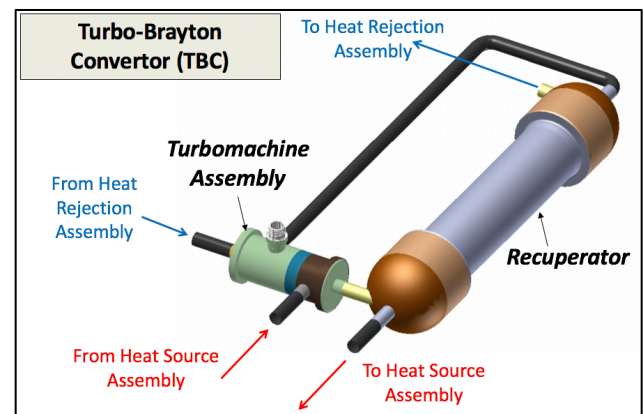 Turbo-Brayton
Convertor (TBC)
To Heat Rejection
Assembly
Turbomachine
Assembly
From Heat
Rejection
Assembly
Recuperator
From Heat Source
Assembly
To Heat Source
Assembly